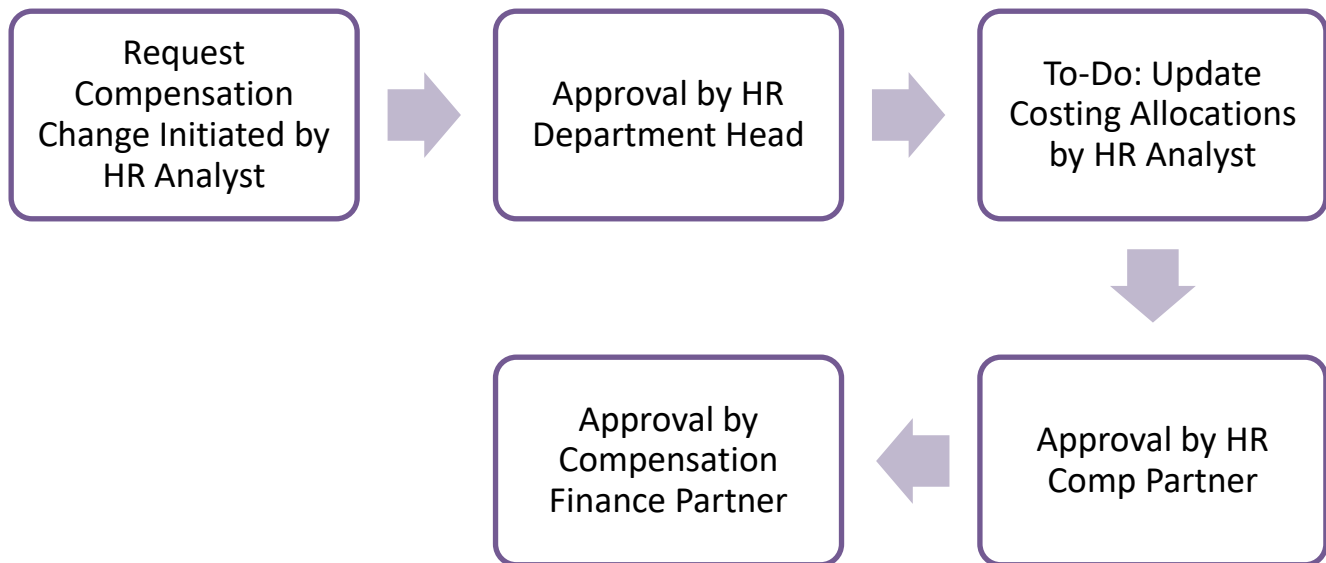 Request
Compensation
Change Initiated by
HR Analyst
Approval by HR
Department Head
To-Do: Update
Costing Allocations
by HR Analyst
Approval by HR
Comp Partner
Approval by
Compensation
Finance Partner